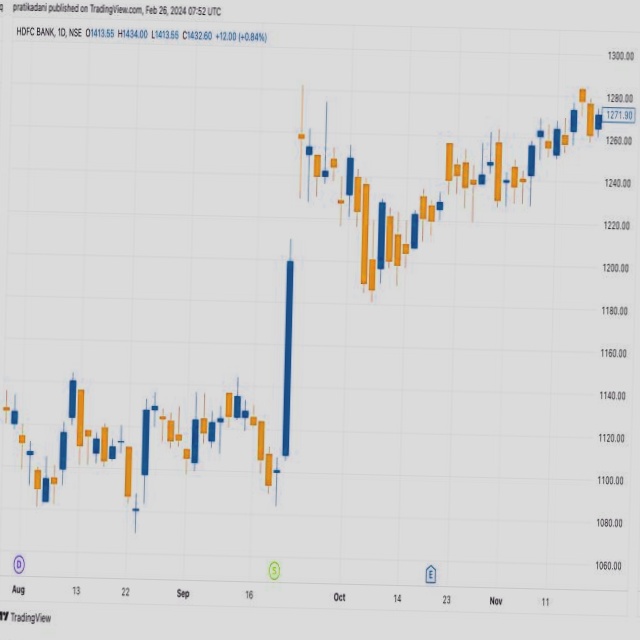 pratikadani published on TradingView.com, Feb 26, 2024 07:52 UTC
HDFC BANK, 1D, NSE O1413.55 H1434.00 L1413.55 C1432.60 +12.00 (+0.84%)
1300.00
1280.00
1271.90
1260.00
1240.00
1220.00
1200.00
1180.00
1160.00
1140.00
1120.00
1100.00
1080.00
1060.00
D
S
E
Aug 13 22 Sep 16 Oct 14 23 Nov 11
TradingView